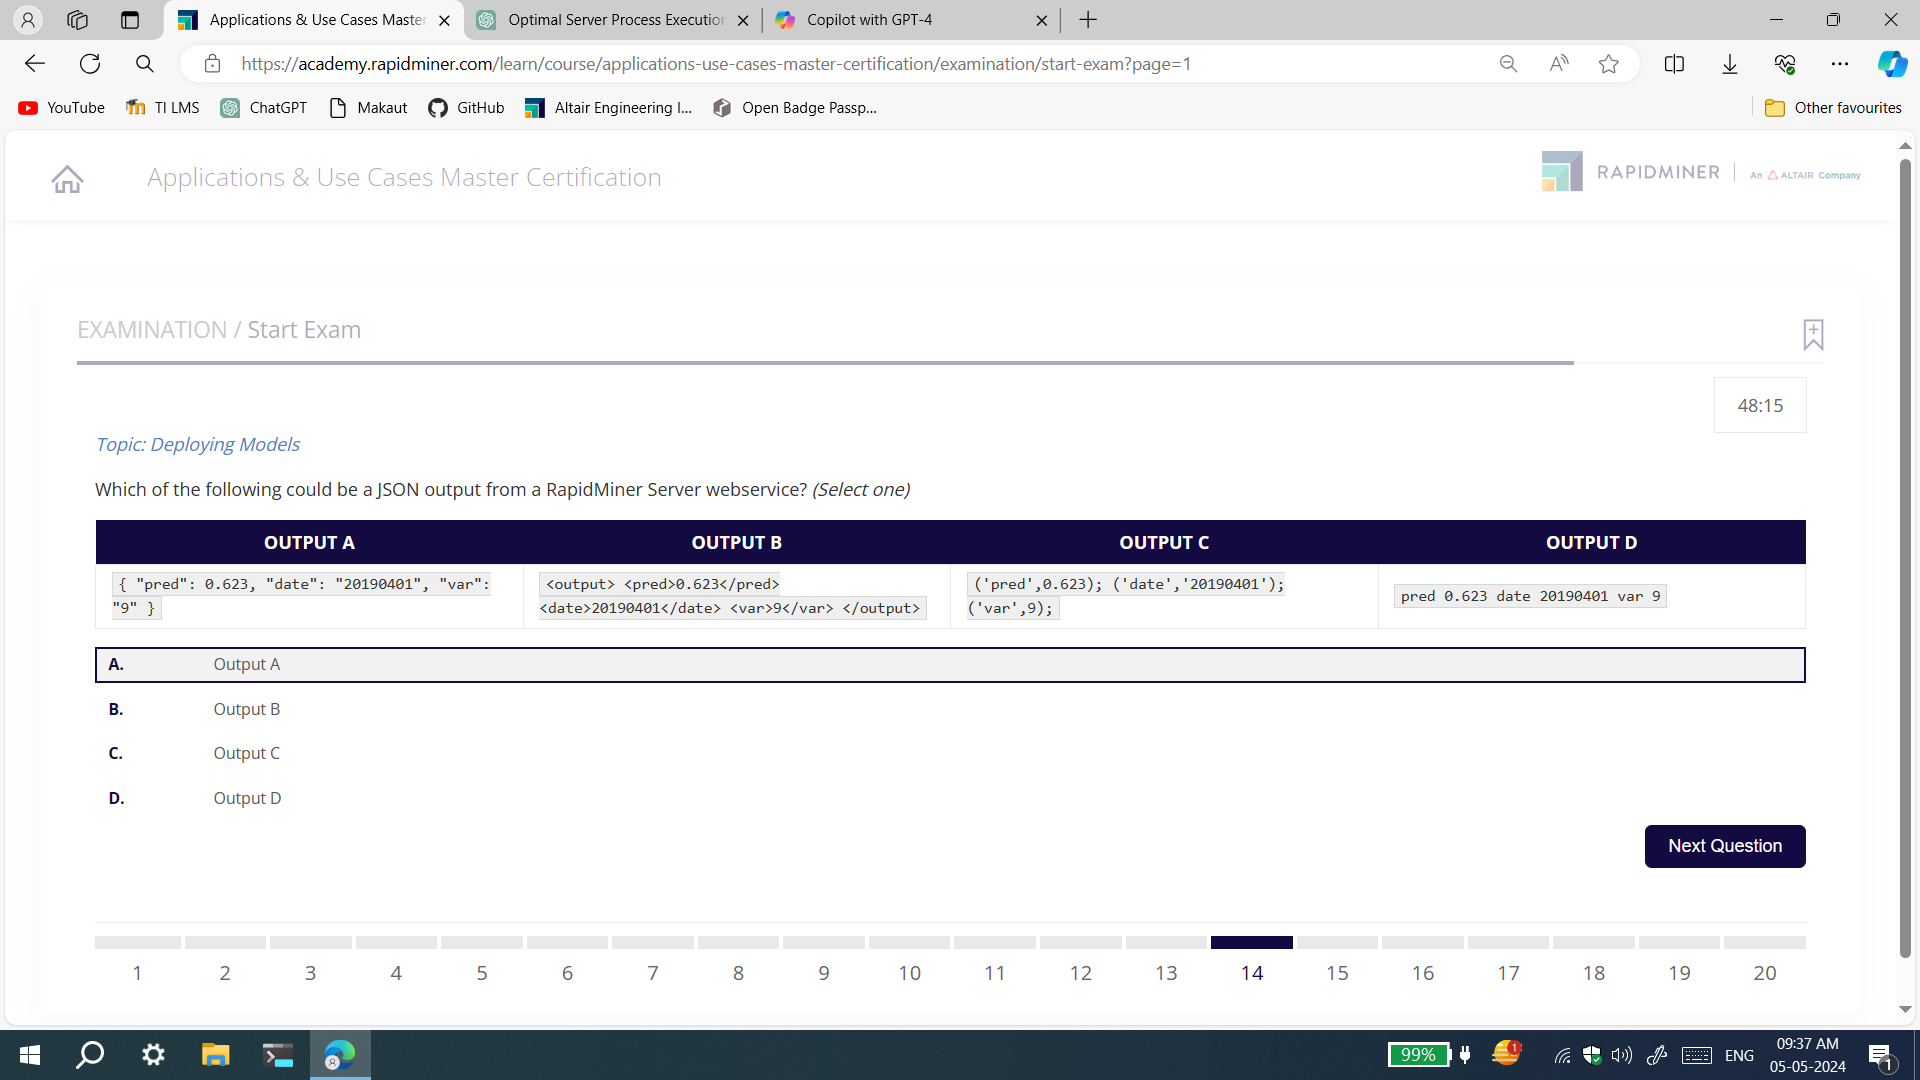 Applications & Use Cases Master
Optimal Server Process Execution
Copilot with GPT-4
https://academy.rapidminer.com/learn/course/applications-use-cases-master-certification/examination/start-exam?page=1
YouTube
TI LMS
ChatGPT
Makaut
GitHub
Altair Engineering I...
Open Badge Passp...
Other favourites
Applications & Use Cases Master Certification
RAPIDMINER
An ALTAIR Company
EXAMINATION / Start Exam
48:15
Topic: Deploying Models
Which of the following could be a JSON output from a RapidMiner Server webservice? (Select one)
OUTPUT A OUTPUT B OUTPUT C OUTPUT D
{ "pred": 0.623, "date": "20190401", "var":
"9" }
<output> <pred>0.623</pred>
<date>20190401</date> <var>9</var> </output>
('pred',0.623); ('date','20190401');
('var',9);
pred 0.623 date 20190401 var 9
A. Output A
B. Output B
C. Output C
D. Output D
Next Question
1 2 3 4 5 6 7 8 9 10 11 12 13 14 15 16 17 18 19 20
99%
1
ENG
09:37 AM
05-05-2024
1